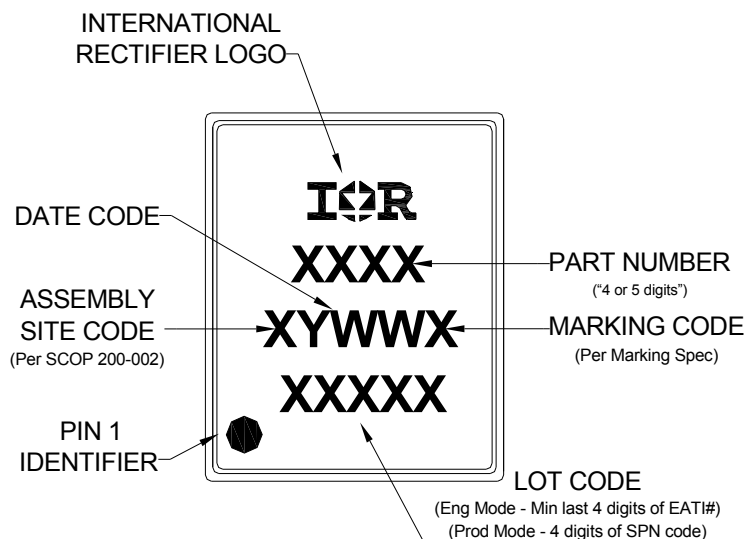 INTERNATIONAL
RECTIFIER LOGO
IOR
DATE CODE
XXXX
PART NUMBER
("4 or 5 digits")
ASSEMBLY
SITE CODE
(Per SCOP 200-002)
XYWWX
MARKING CODE
(Per Marking Spec)
XXXXX
PIN 1
IDENTIFIER
LOT CODE
(Eng Mode - Min last 4 digits of EATI#)
(Prod Mode - 4 digits of SPN code)